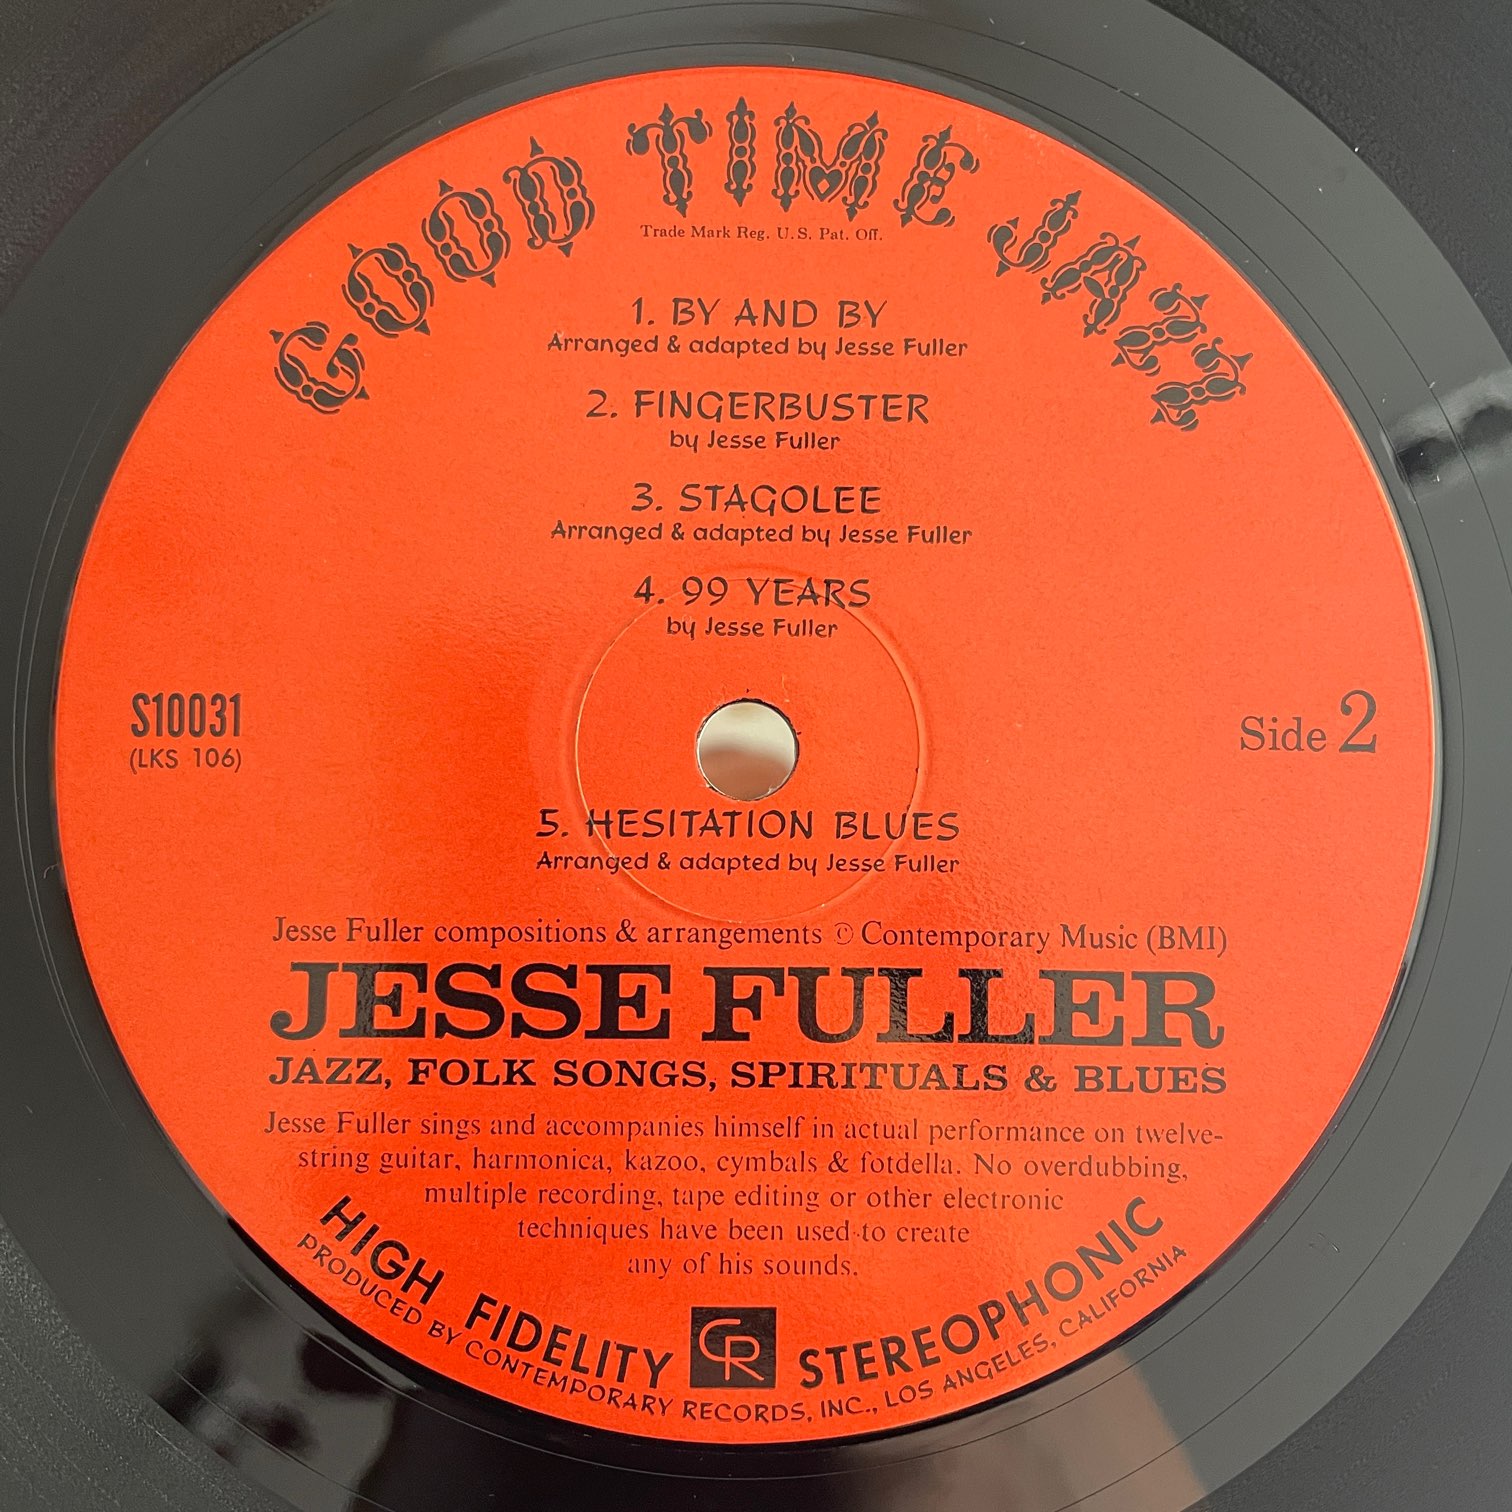 GOOD TIME JAZZ
Trade Mark Reg. U.S. Pat. Off.
1. BY AND BY
Arranged & adapted by Jesse Fuller
2. FINGERBUSTER
by Jesse Fuller
3. STAGOLEE
Arranged & adapted by Jesse Fuller
4. 99 YEARS
by Jesse Fuller
S10031
(LKS 106)
Side 2
5. HESITATION BLUES
Arranged & adapted by Jesse Fuller
Jesse Fuller compositions & arrangements © Contemporary Music (BMI)
JESSE FULLER
JAZZ, FOLK SONGS, SPIRITUALS & BLUES
Jesse Fuller sings and accompanies himself in actual performance on twelve-
string guitar, harmonica, kazoo, cymbals & fotdella. No overdubbing,
multiple recording, tape editing or other electronic
techniques have been used to create
any of his sounds.
HIGH FIDELITY CR STEREOPHONIC
PRODUCED BY CONTEMPORARY RECORDS, INC., LOS ANGELES, CALIFORNIA